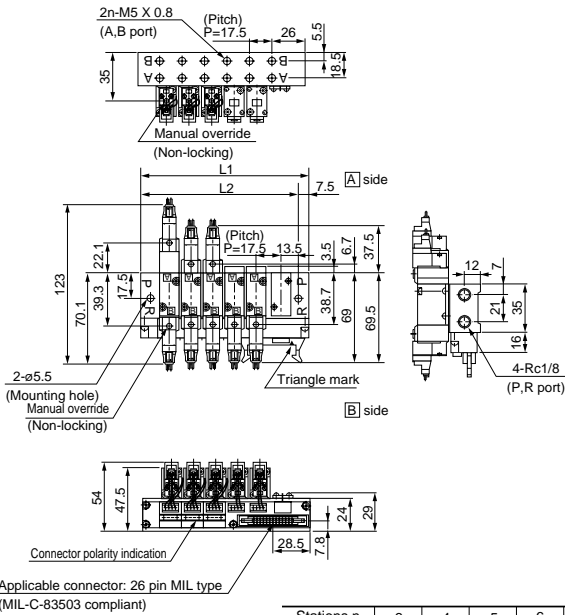 2n-M5 X 0.8
(A,B port)
(Pitch)
P=17.5
26
5.5
18.5
35
B
A
B
A
Manual override
(Non-locking)
L1
L2
7.5
A side
(Pitch)
P=17.5
13.5
3.5
6.7
37.5
123
22.1
17.5
39.3
70.1
P
R
P
R
38.7
69
69.5
2-ø5.5
(Mounting hole)
Manual override
(Non-locking)
Triangle mark
B side
12
7
21
35
16
4-Rc1/8
(P,R port)
54
47.5
24
29
28.5
7.8
Connector polarity indication
Applicable connector: 26 pin MIL type
(MIL-C-83503 compliant)